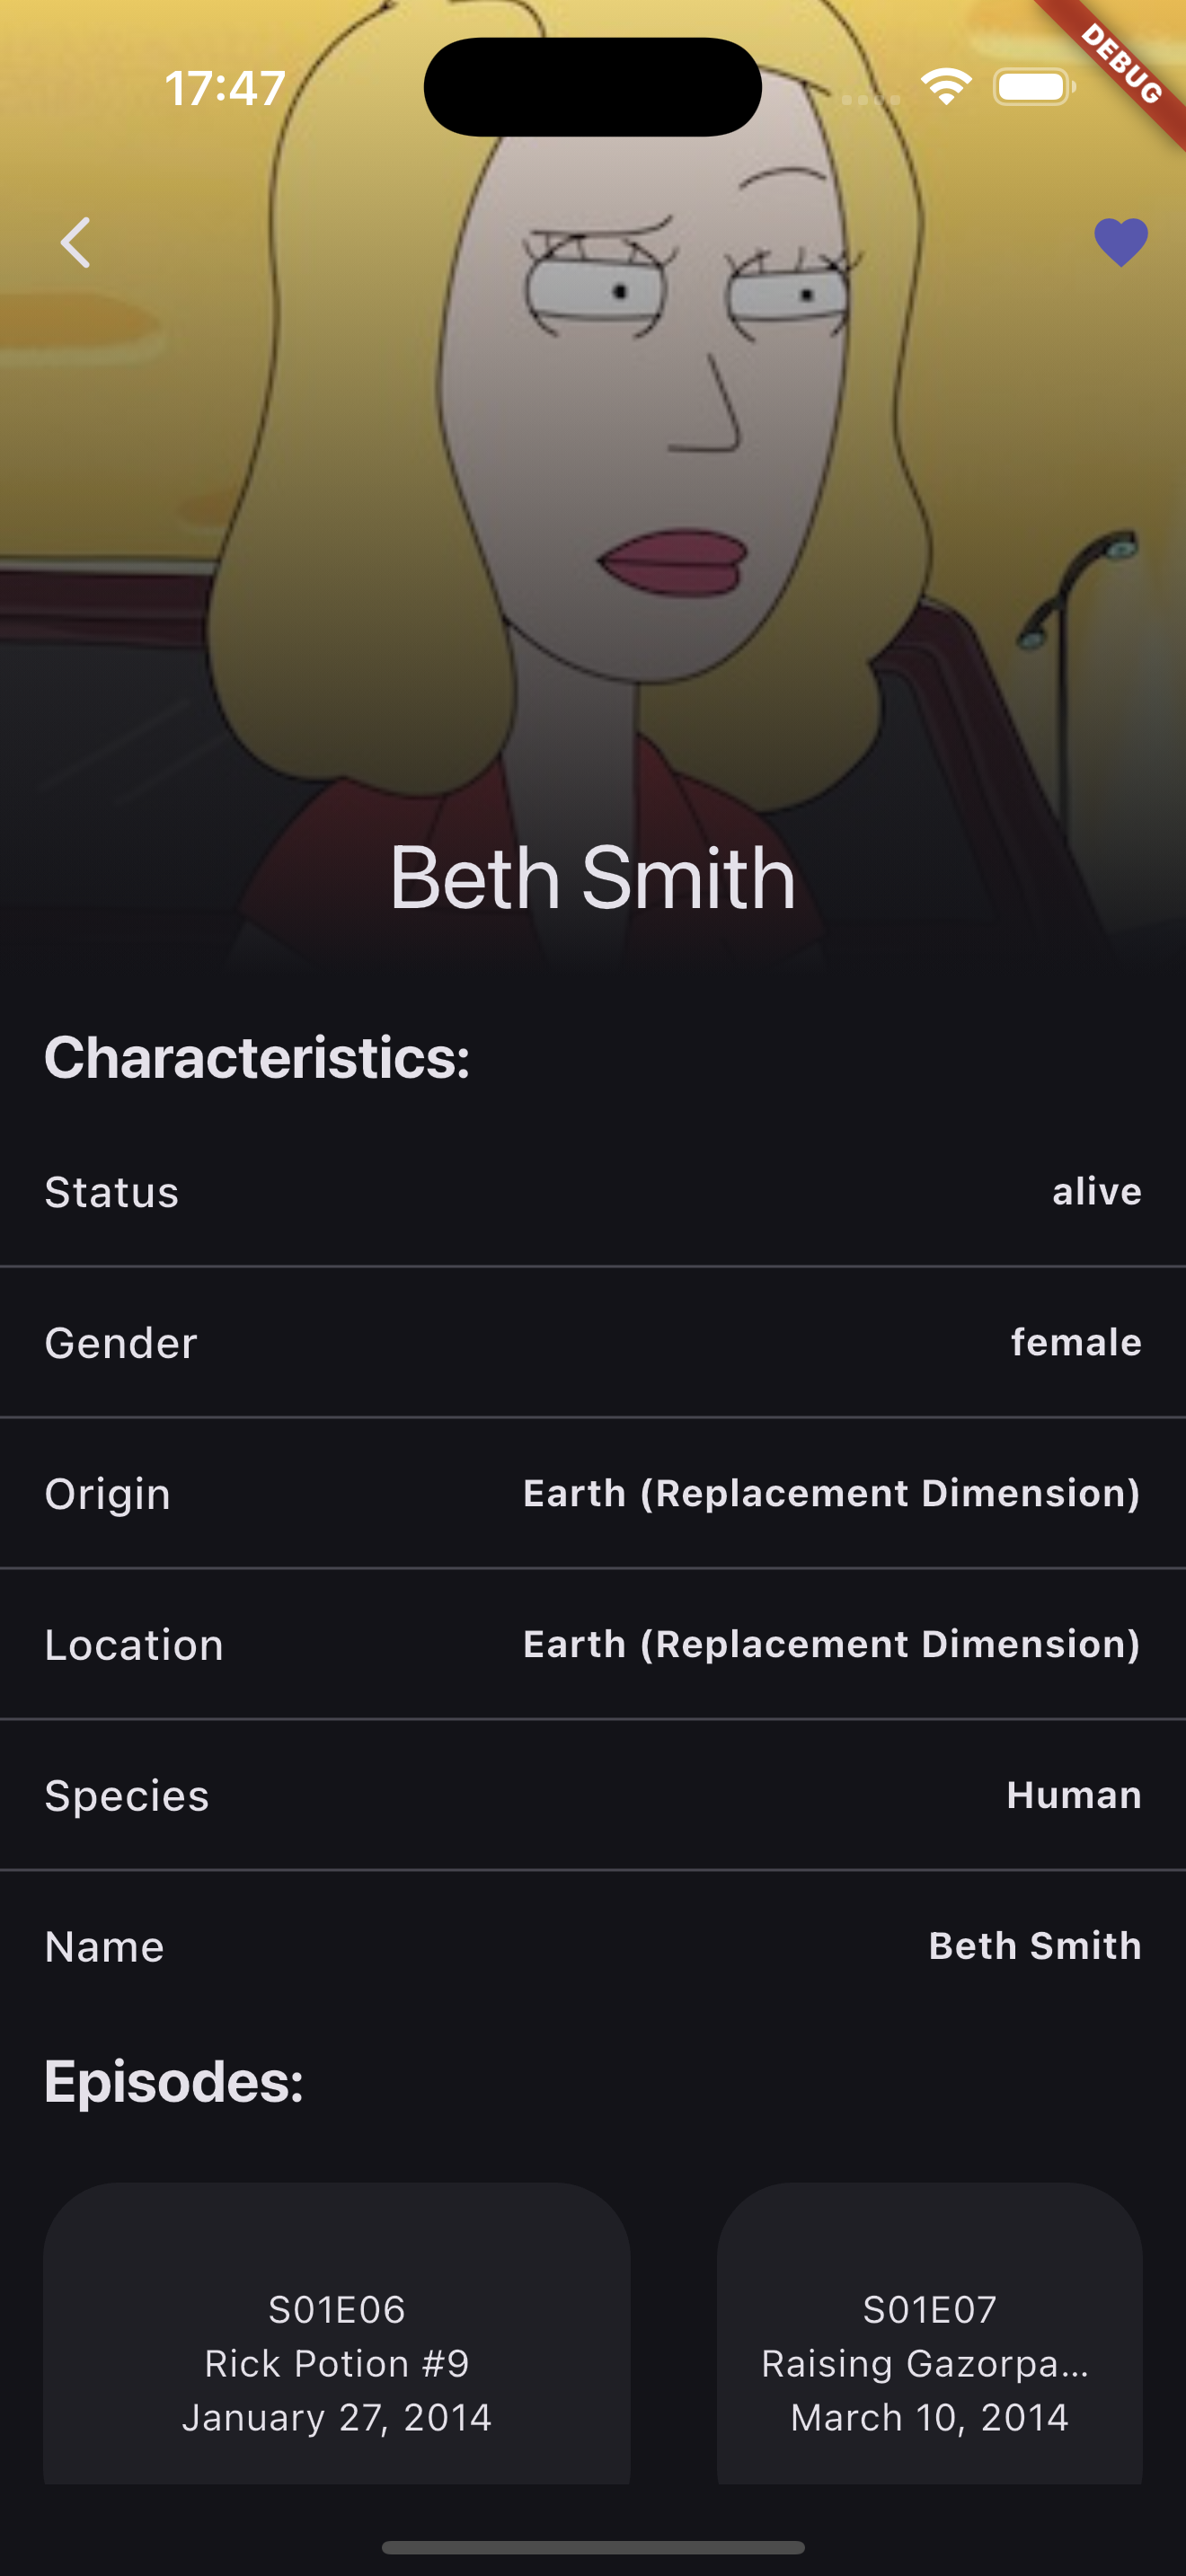 17:47
DEBUG
Beth Smith
Characteristics:
Status alive
Gender female
Origin Earth (Replacement Dimension)
Location Earth (Replacement Dimension)
Species Human
Name Beth Smith
Episodes:
S01E06
Rick Potion #9
January 27, 2014
S01E07
Raising Gazorpa...
March 10, 2014